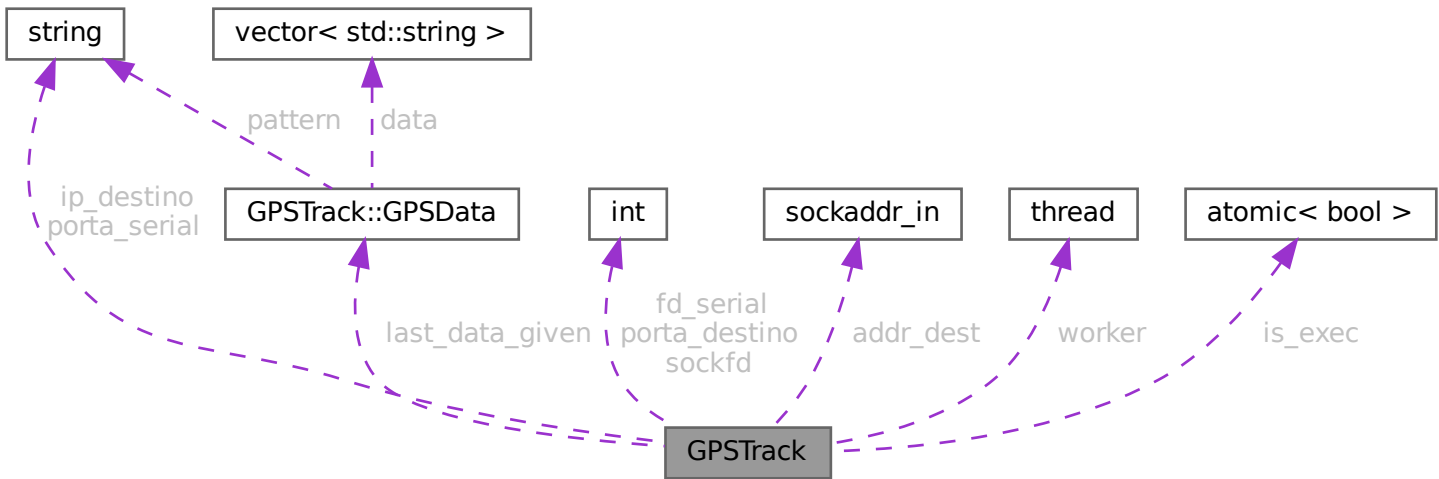 string
vector< std::string >
pattern
data
ip_destino
porta_serial
GPSTrack::GPSData
int
sockaddr_in
thread
atomic< bool >
last_data_given
fd_serial
porta_destino
sockfd
addr_dest
worker
is_exec
GPSTrack